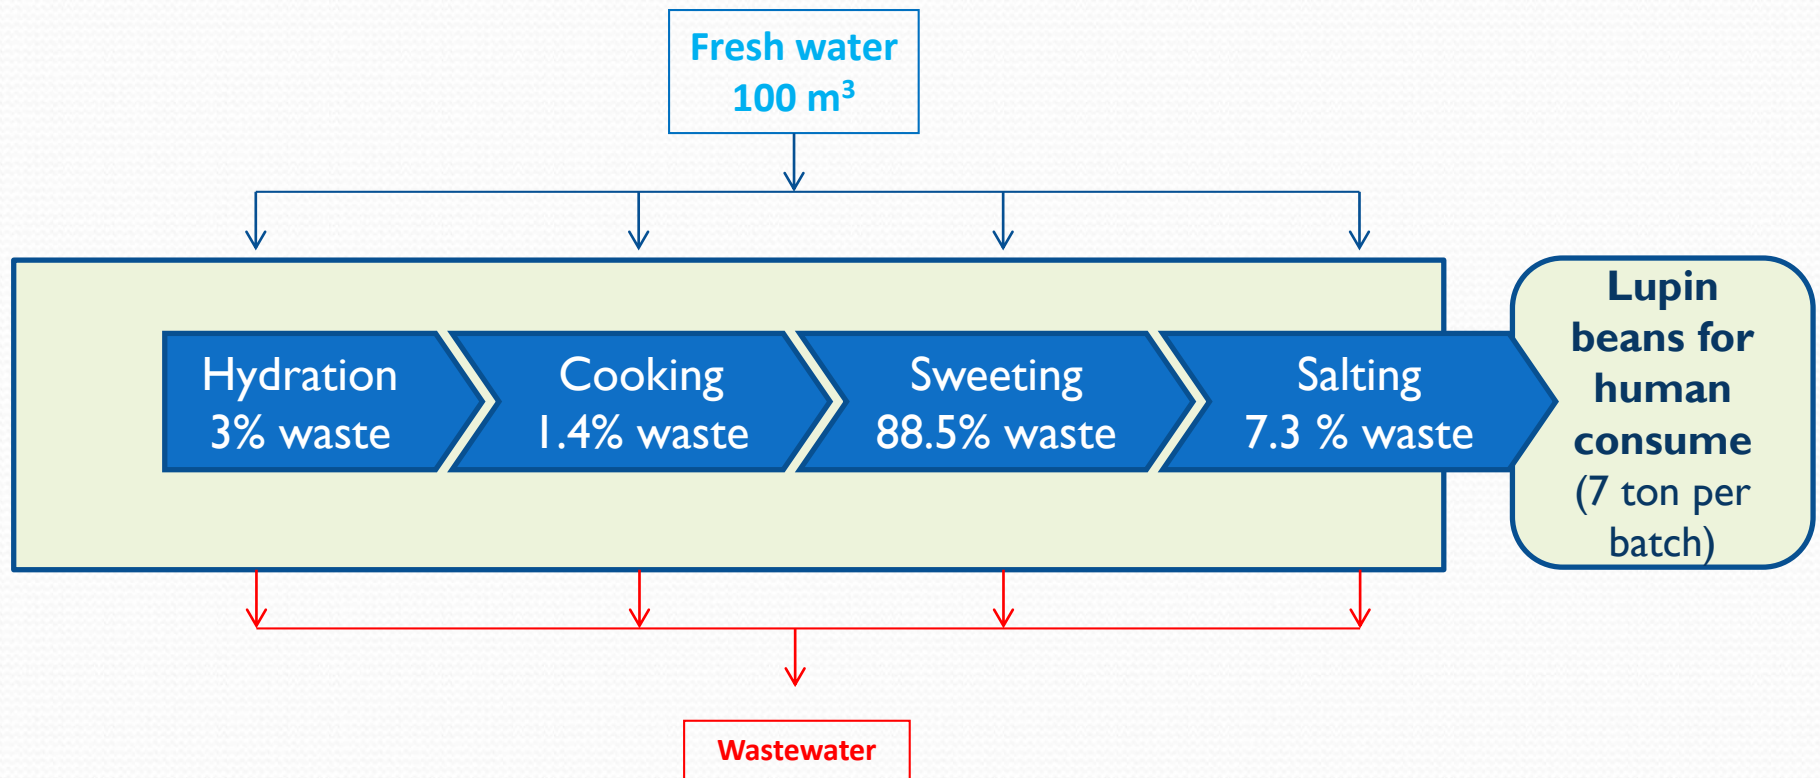 Fresh water
100 m³
Hydration
3% waste
Cooking
1.4% waste
Sweeting
88.5% waste
Salting
7.3 % waste
Lupin
beans for
human
consume
(7 ton per
batch)
Wastewater